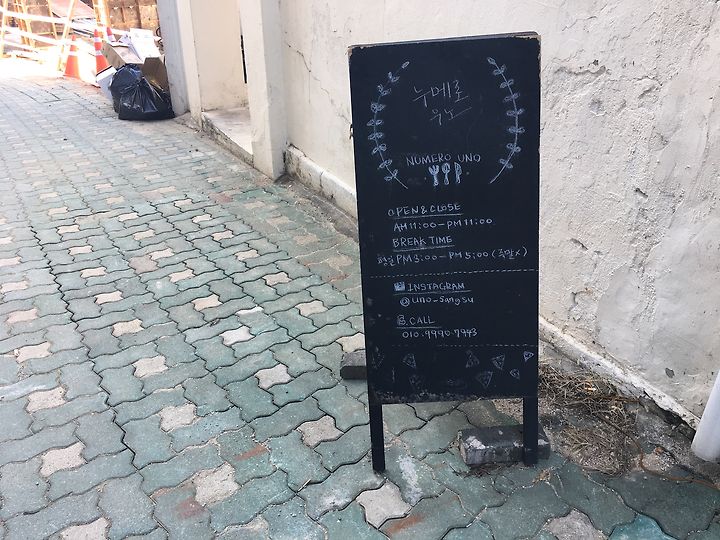 누메로
우노
NUMERO UNO
OPEN & CLOSE
AM 11:00 - PM 11:00
BREAK TIME
평일 PM 3:00 - PM 5:00 (주말 X)
INSTAGRAM
@uno_sangsu
CALL
010.9990.7993